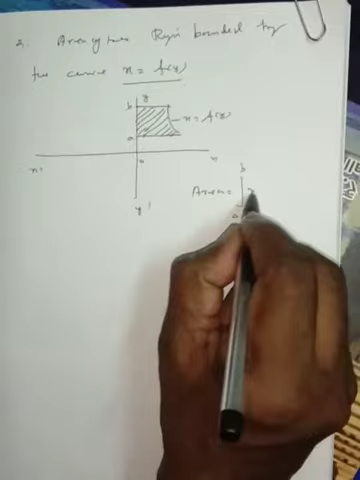 2. Area of the Region bounded by
the curve x = f(y)
b y
x = f(y)
a
x' o x
y'
b
Area = ∫
a